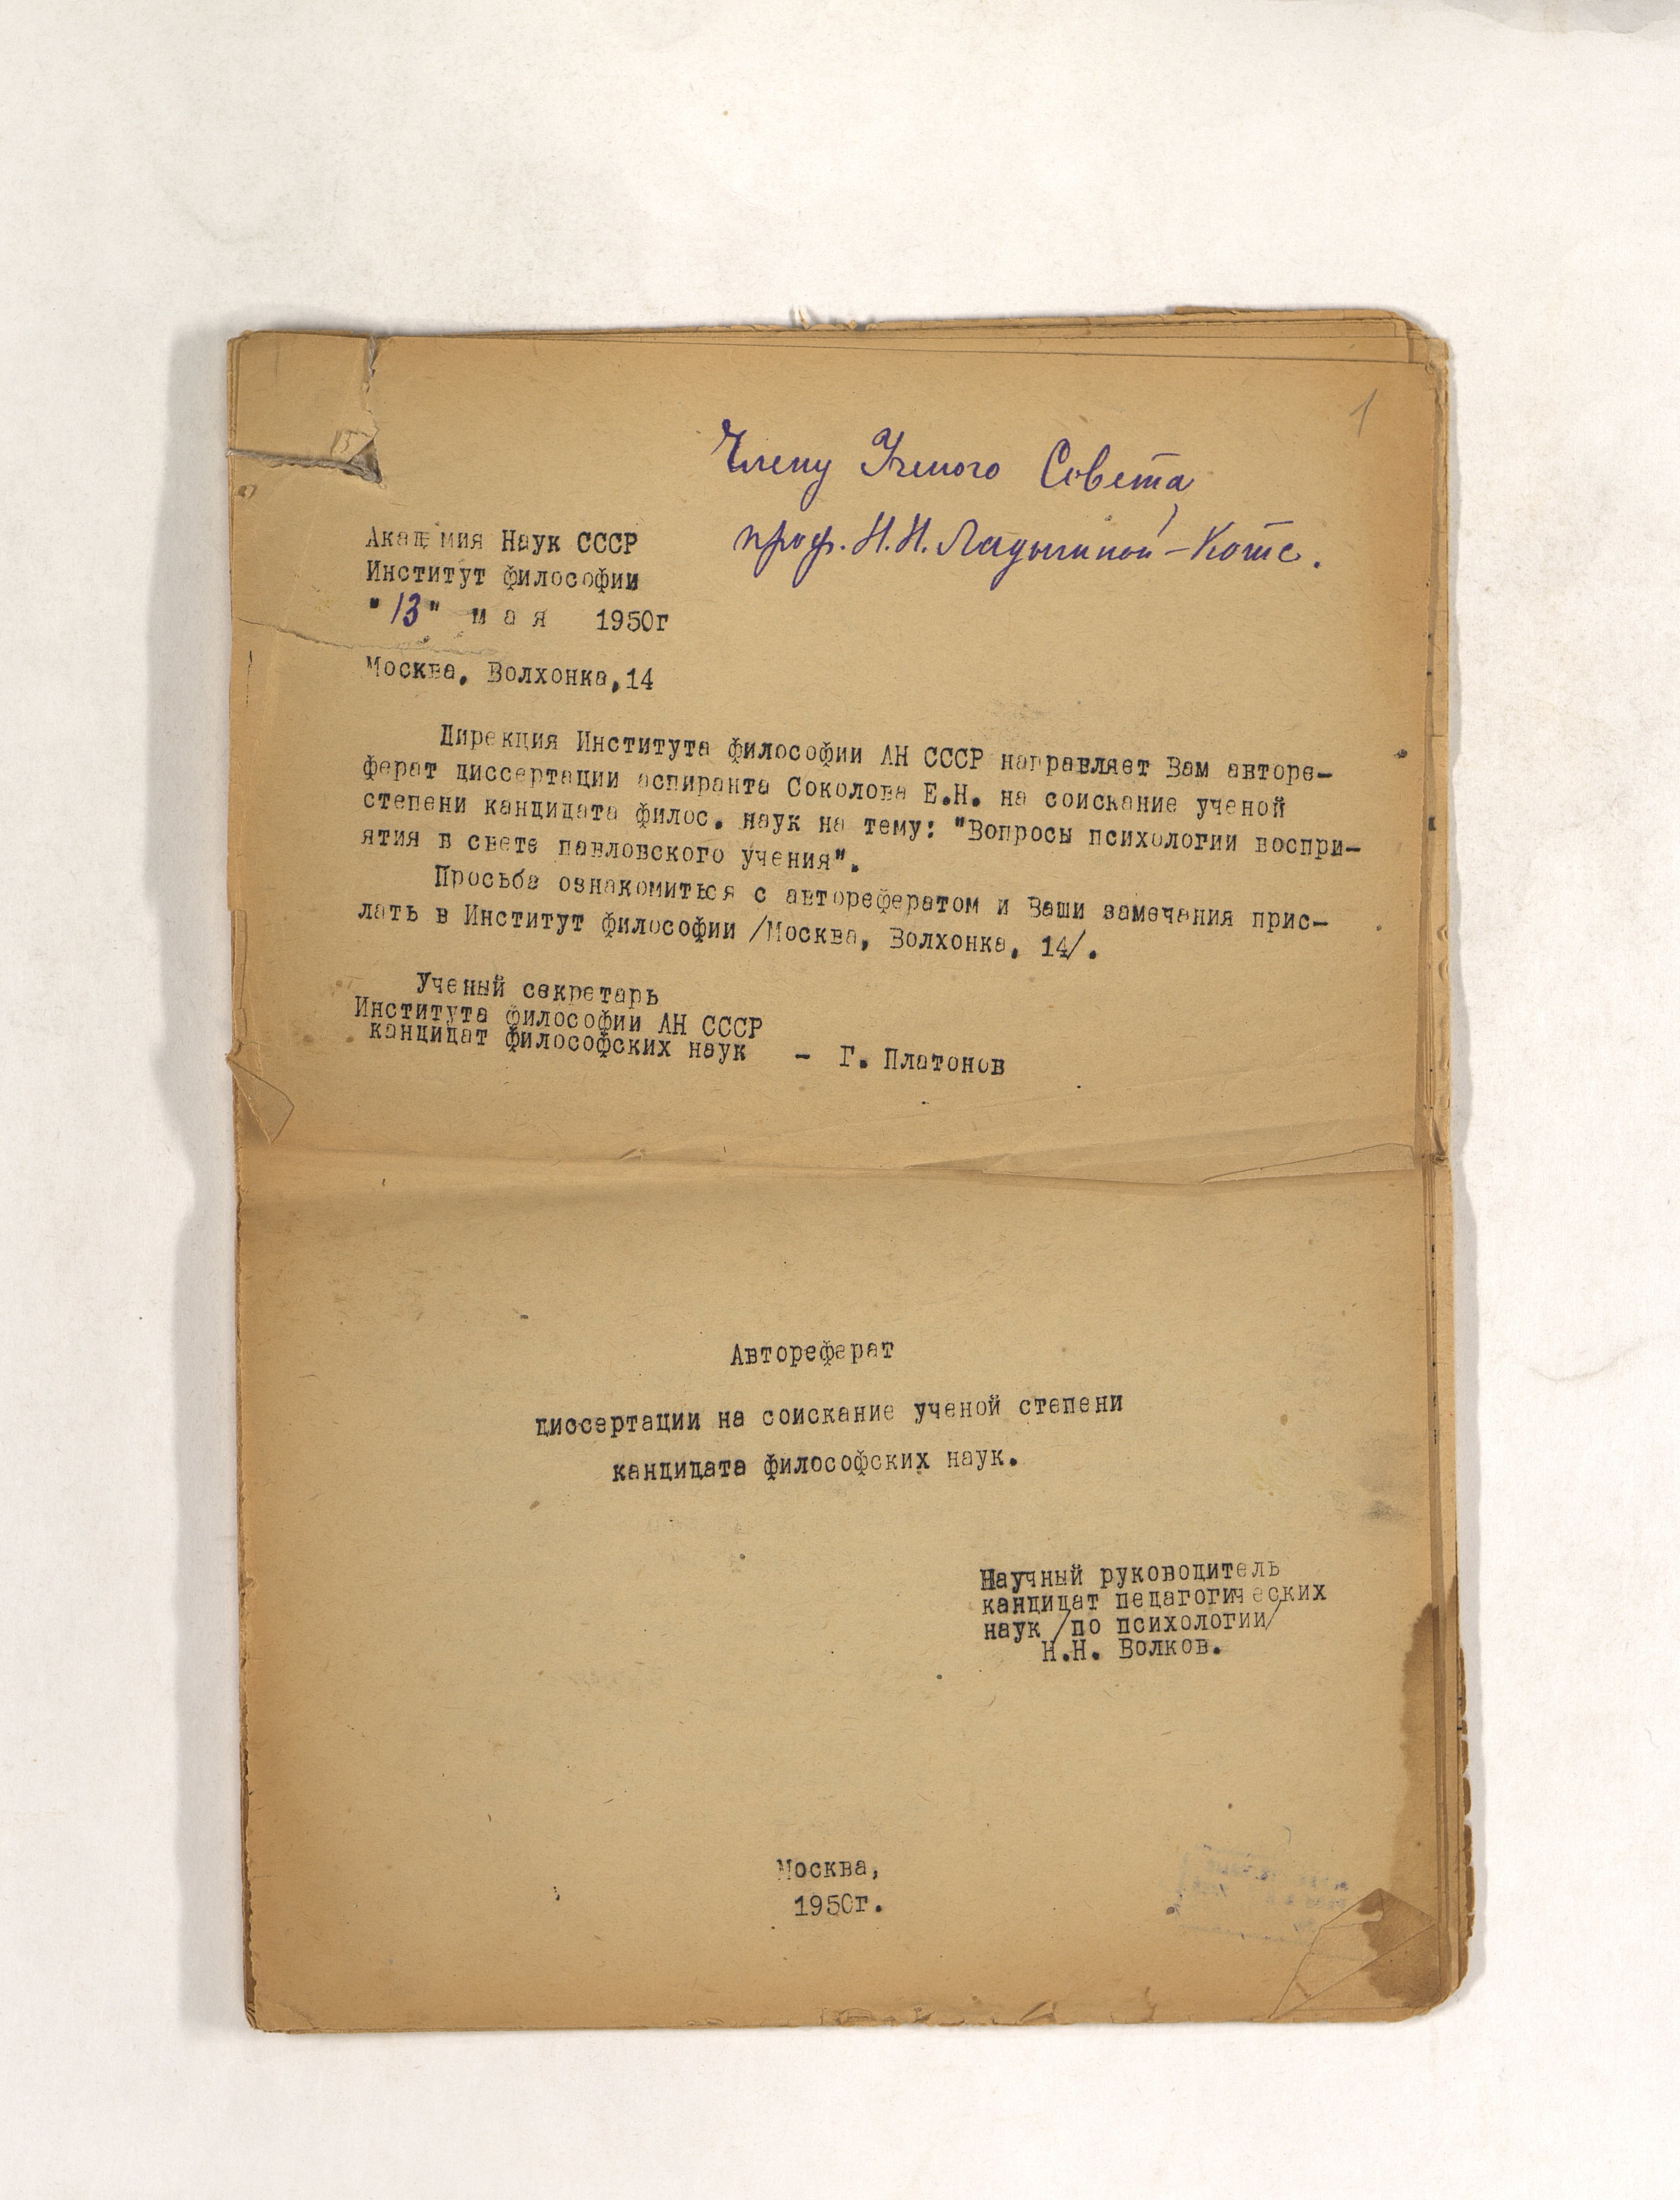 1
Члену Ученого Совета,
проф. Н.Н. Ладыгиной-Котс.
Академия Наук СССР
Институт философии
"13" мая 1950г
Москва. Волхонка,14
Дирекция Института философии АН СССР направляет Вам авторе-
ферат диссертации аспиранта Соколова Е.Н. на соискание ученой
степени кандидата филос. наук на тему: "Вопросы психологии воспри-
ятия в свете павловского учения".
Просьба ознакомиться с авторефератом и Ваши замечания прис-
лать в Институт философии /Москва, Волхонка, 14/.
Ученый секретарь
Института философии АН СССР
кандидат философских наук - Г. Платонов
Автореферат
диссертации на соискание ученой степени
кандидата философских наук.
Научный руководитель
кандидат педагогических
наук /по психологии/
Н.Н. Волков.
Москва,
1950г.